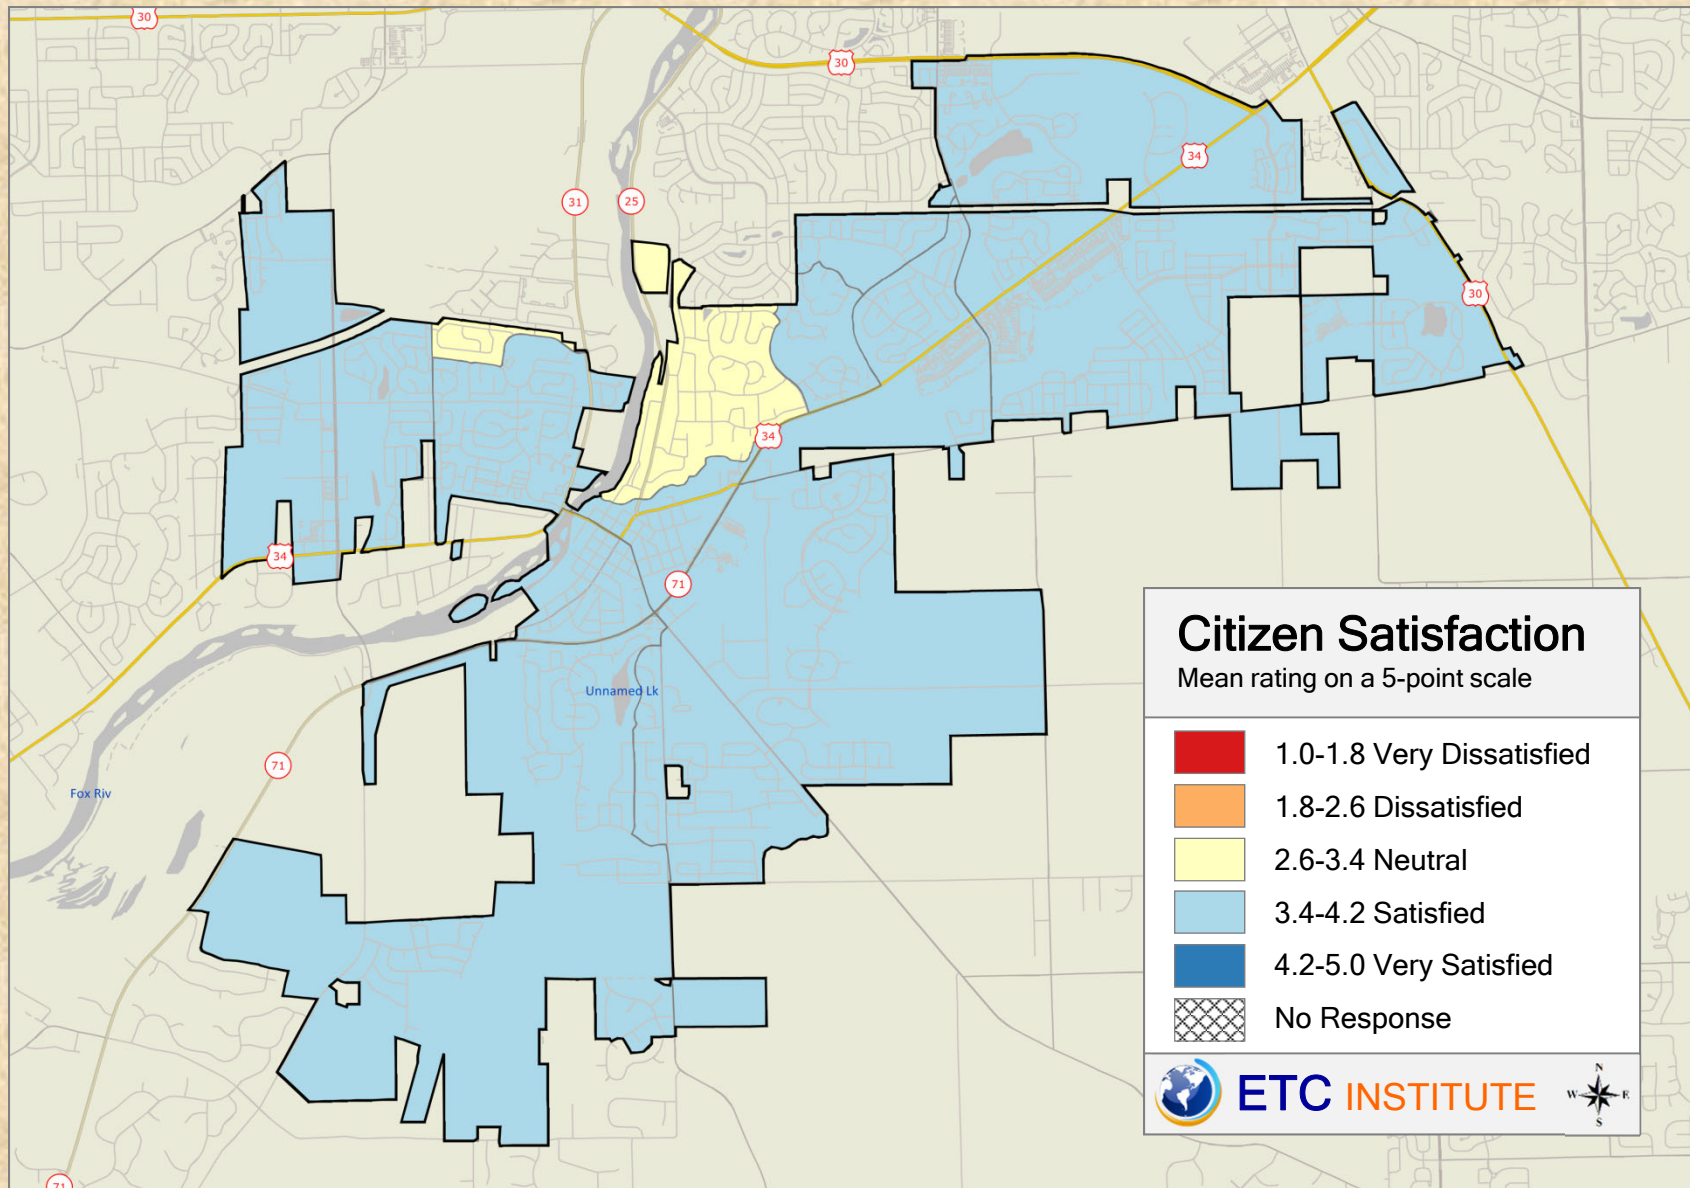 30
30
34
31
25
30
34
34
71
Unnamed Lk
71
Fox Riv
71
Citizen Satisfaction
Mean rating on a 5-point scale
1.0-1.8 Very Dissatisfied
1.8-2.6 Dissatisfied
2.6-3.4 Neutral
3.4-4.2 Satisfied
4.2-5.0 Very Satisfied
No Response
ETC INSTITUTE
N
W E
S